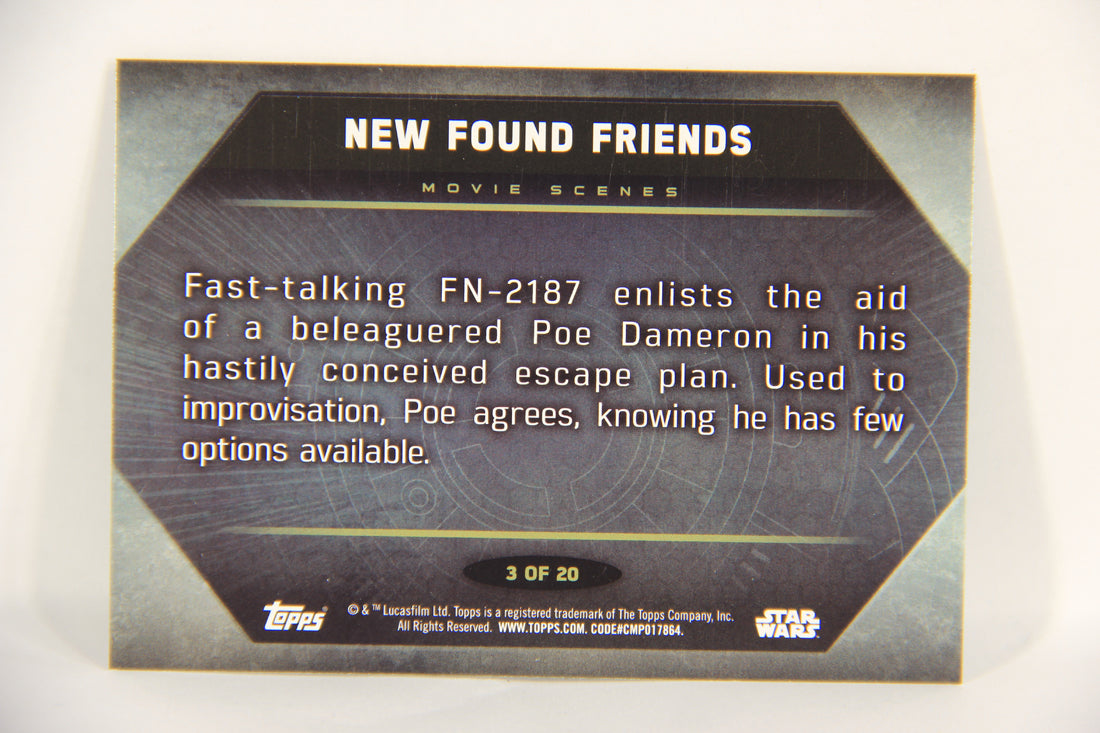 NEW FOUND FRIENDS
MOVIE SCENES
Fast-talking FN-2187 enlists the aid
of a beleaguered Poe Dameron in his
hastily conceived escape plan. Used to
improvisation, Poe agrees, knowing he has few
options available.
3 OF 20
Topps®
© & ™ Lucasfilm Ltd. Topps is a registered trademark of The Topps Company, Inc.
All Rights Reserved. WWW.TOPPS.COM. CODE#CMP017864.
STAR
WARS